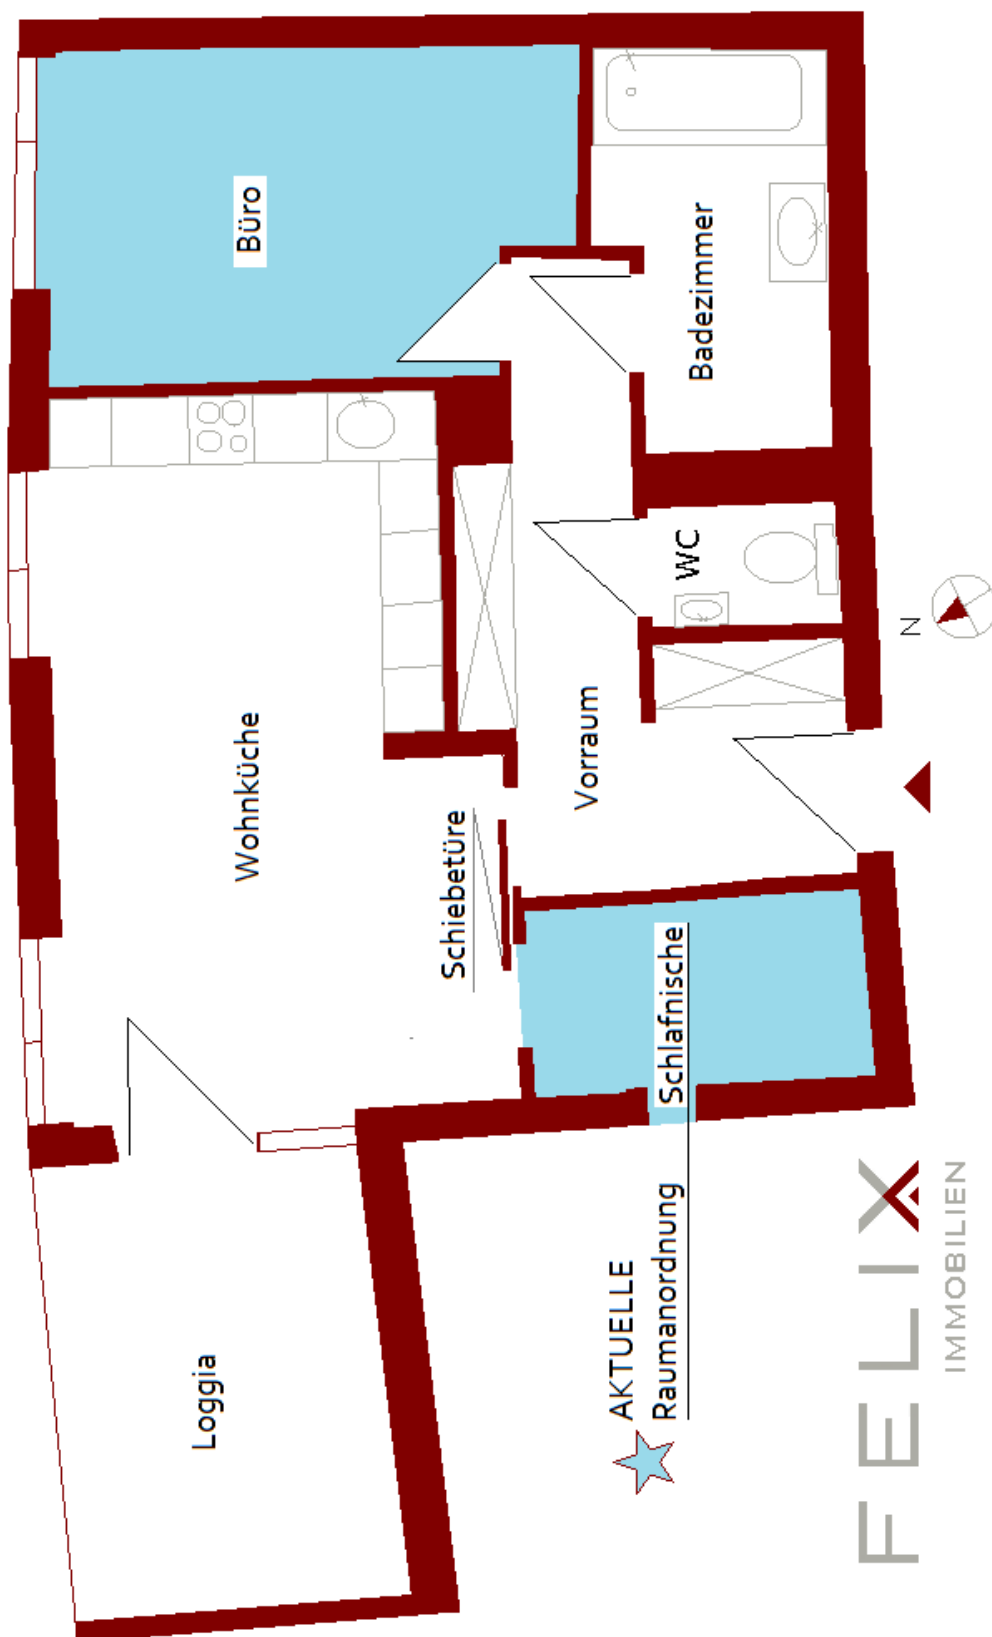 Büro
Badezimmer
WC
Wohnküche
Vorraum
Schiebetüre
Schlafnische
Loggia
AKTUELLE
Raumanordnung
N
FELIX
IMMOBILIEN